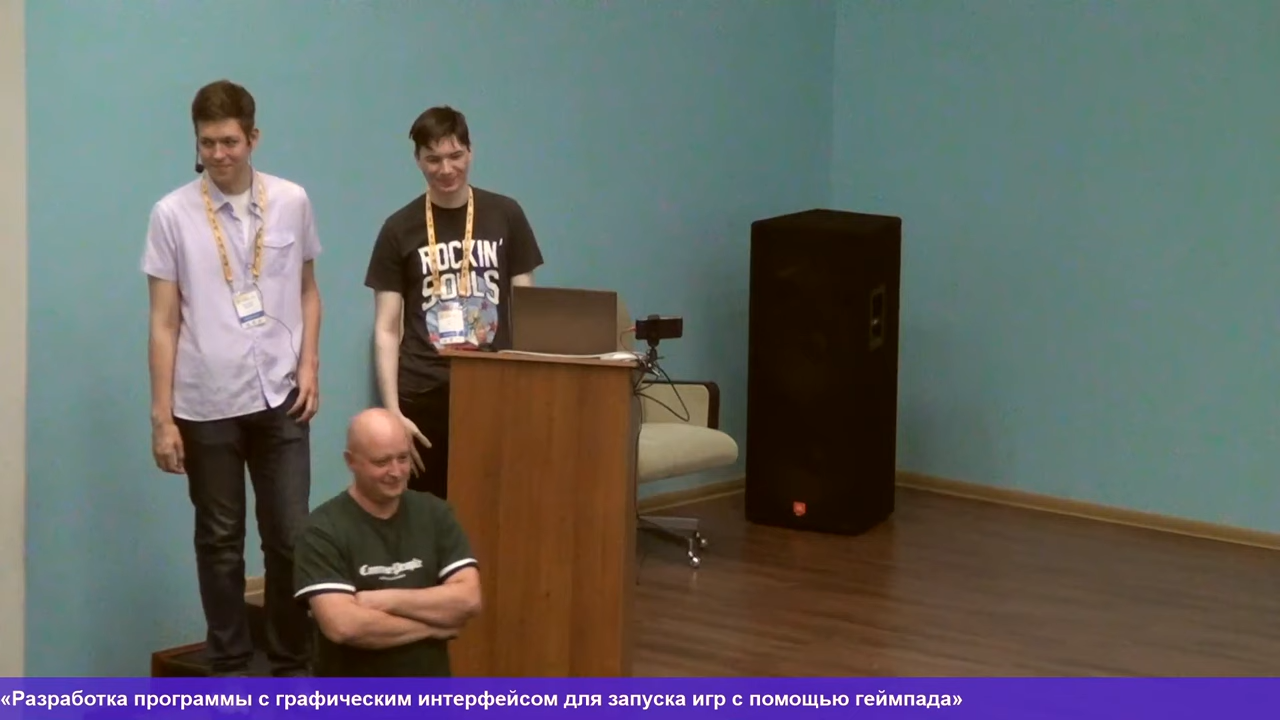 ROCKIN'
SOULS
«Разработка программы с графическим интерфейсом для запуска игр с помощью геймпада»